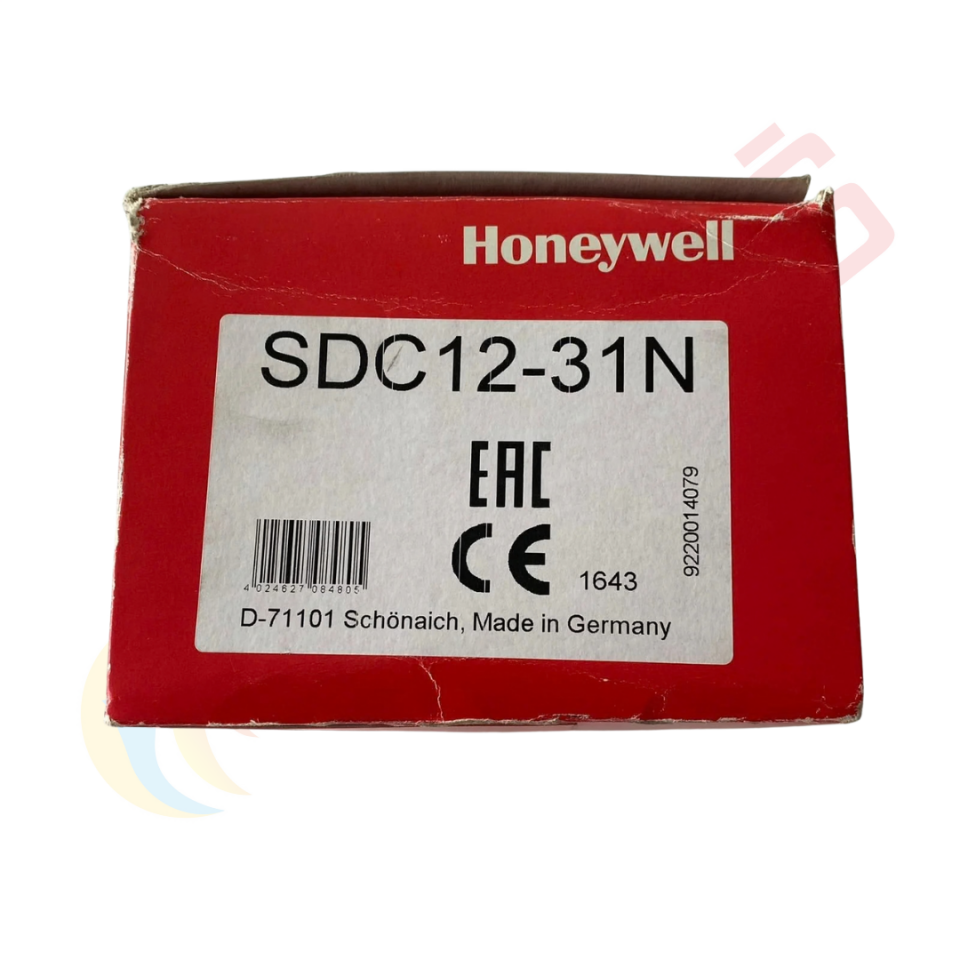 Honeywell
SDC12-31N
EAC
CE
1643
9220014079
4 024627 084805
D-71101 Schönaich, Made in Germany